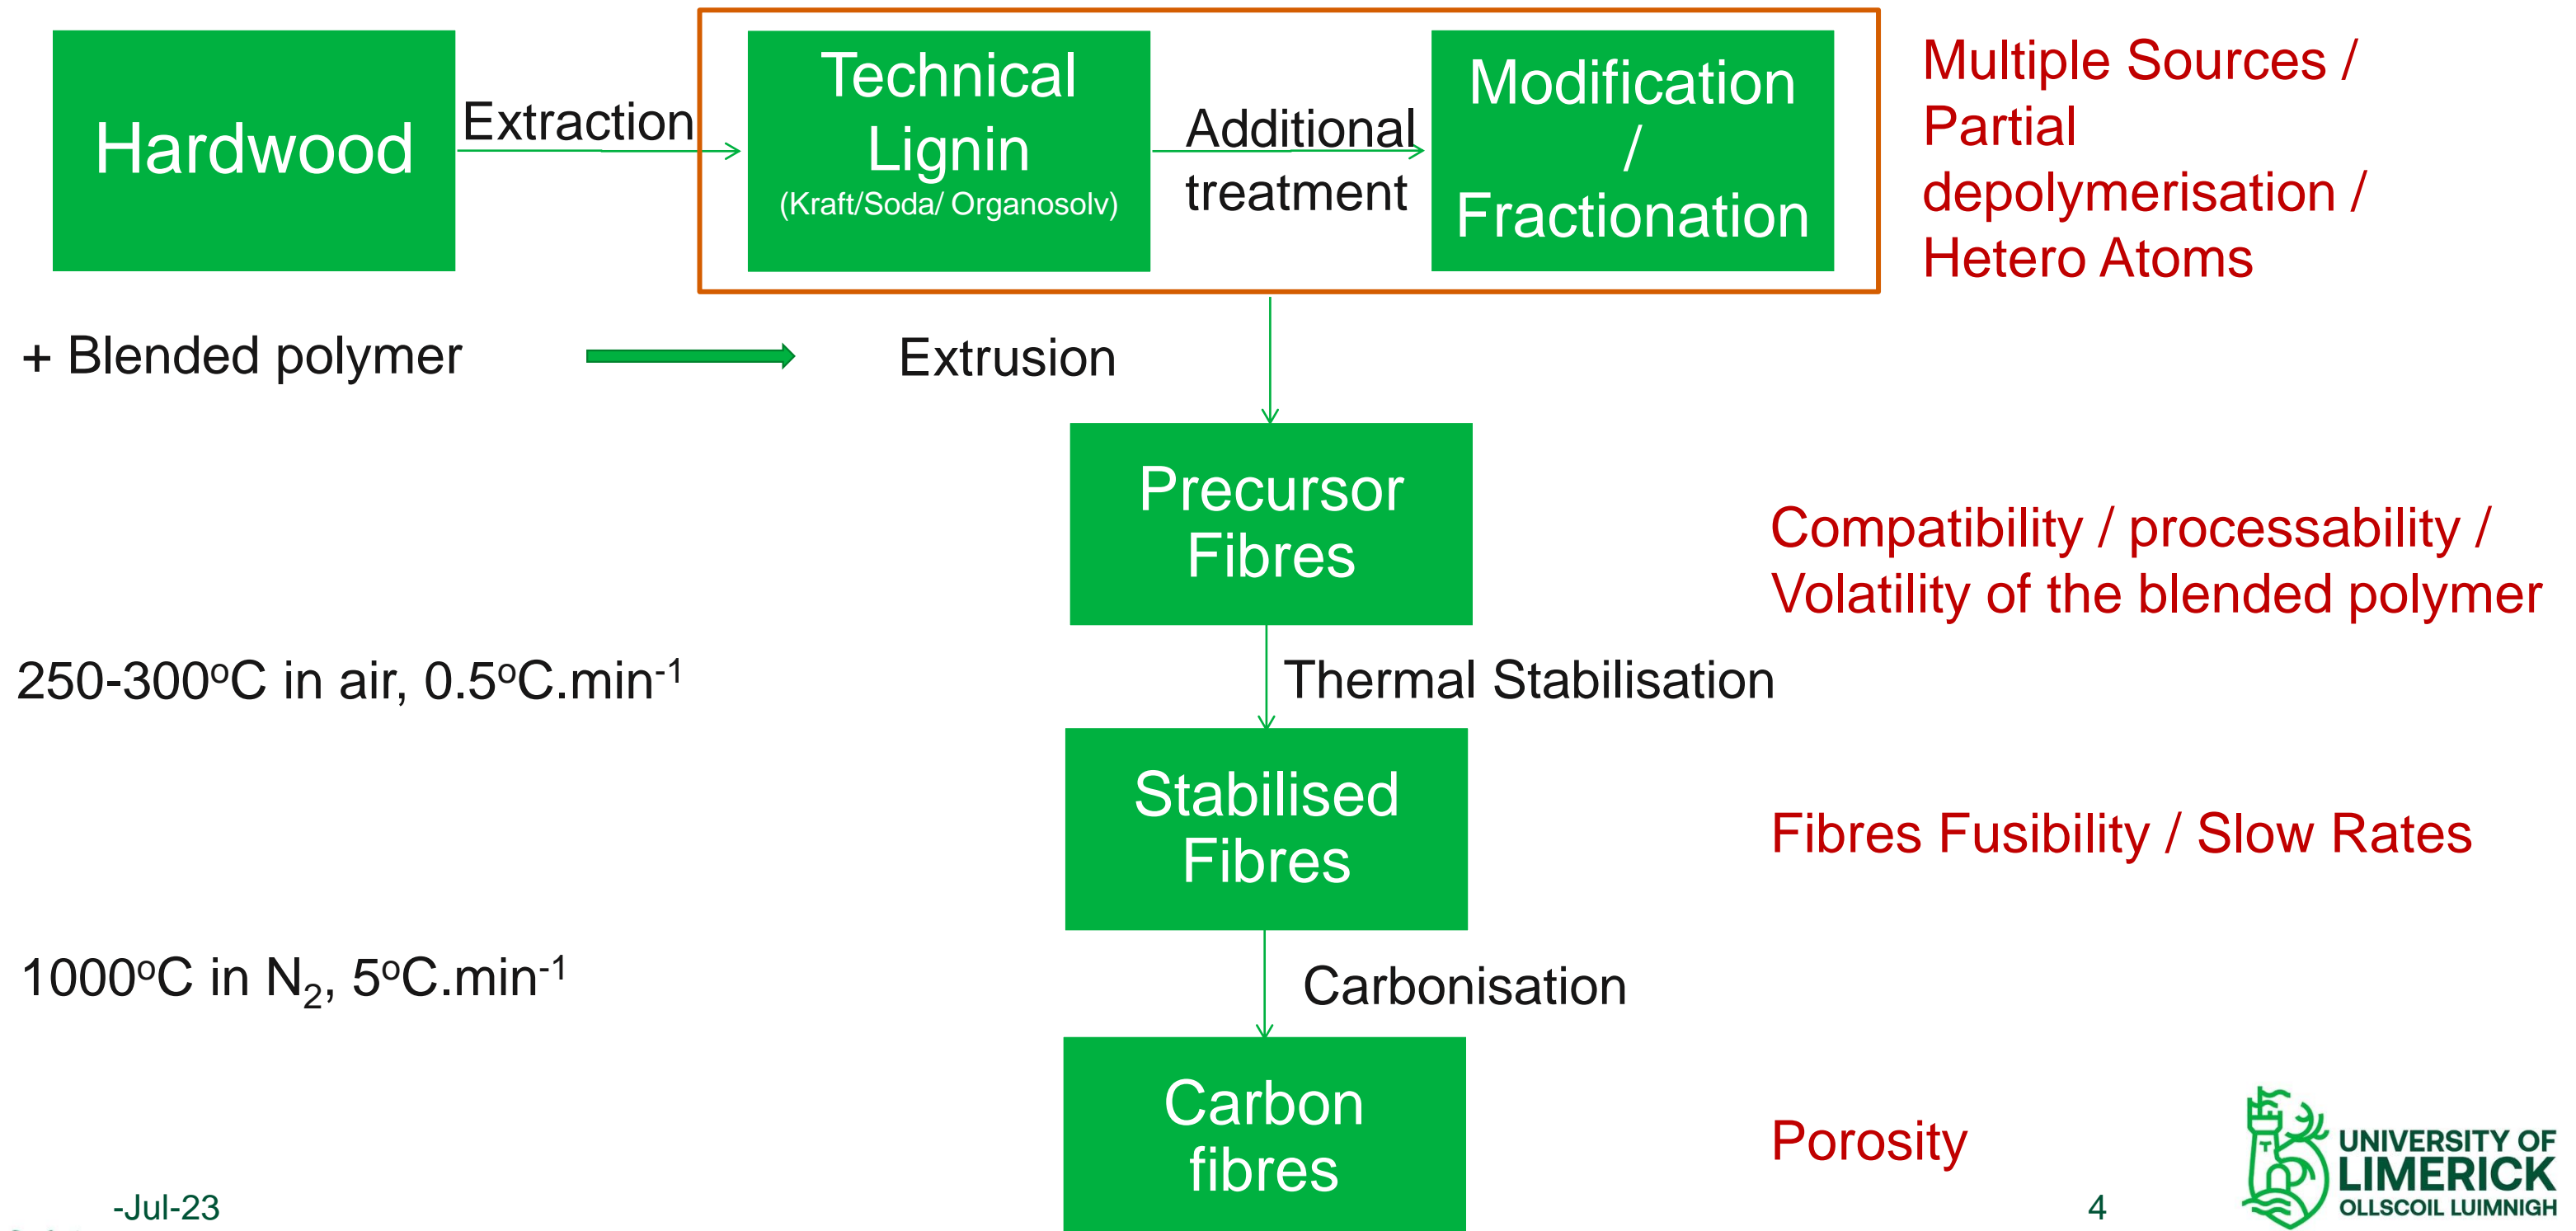 Hardwood
Extraction
Technical
Lignin
(Kraft/Soda/ Organosolv)
Additional
treatment
Modification
/
Fractionation
Multiple Sources /
Partial
depolymerisation /
Hetero Atoms
+ Blended polymer
Extrusion
Precursor
Fibres
Compatibility / processability /
Volatility of the blended polymer
250-300ºC in air, 0.5ºC.min⁻¹
Thermal Stabilisation
Stabilised
Fibres
Fibres Fusibility / Slow Rates
1000ºC in N₂, 5ºC.min⁻¹
Carbonisation
Carbon
fibres
Porosity
-Jul-23
4
UNIVERSITY OF
LIMERICK
OLLSCOIL LUIMNIGH